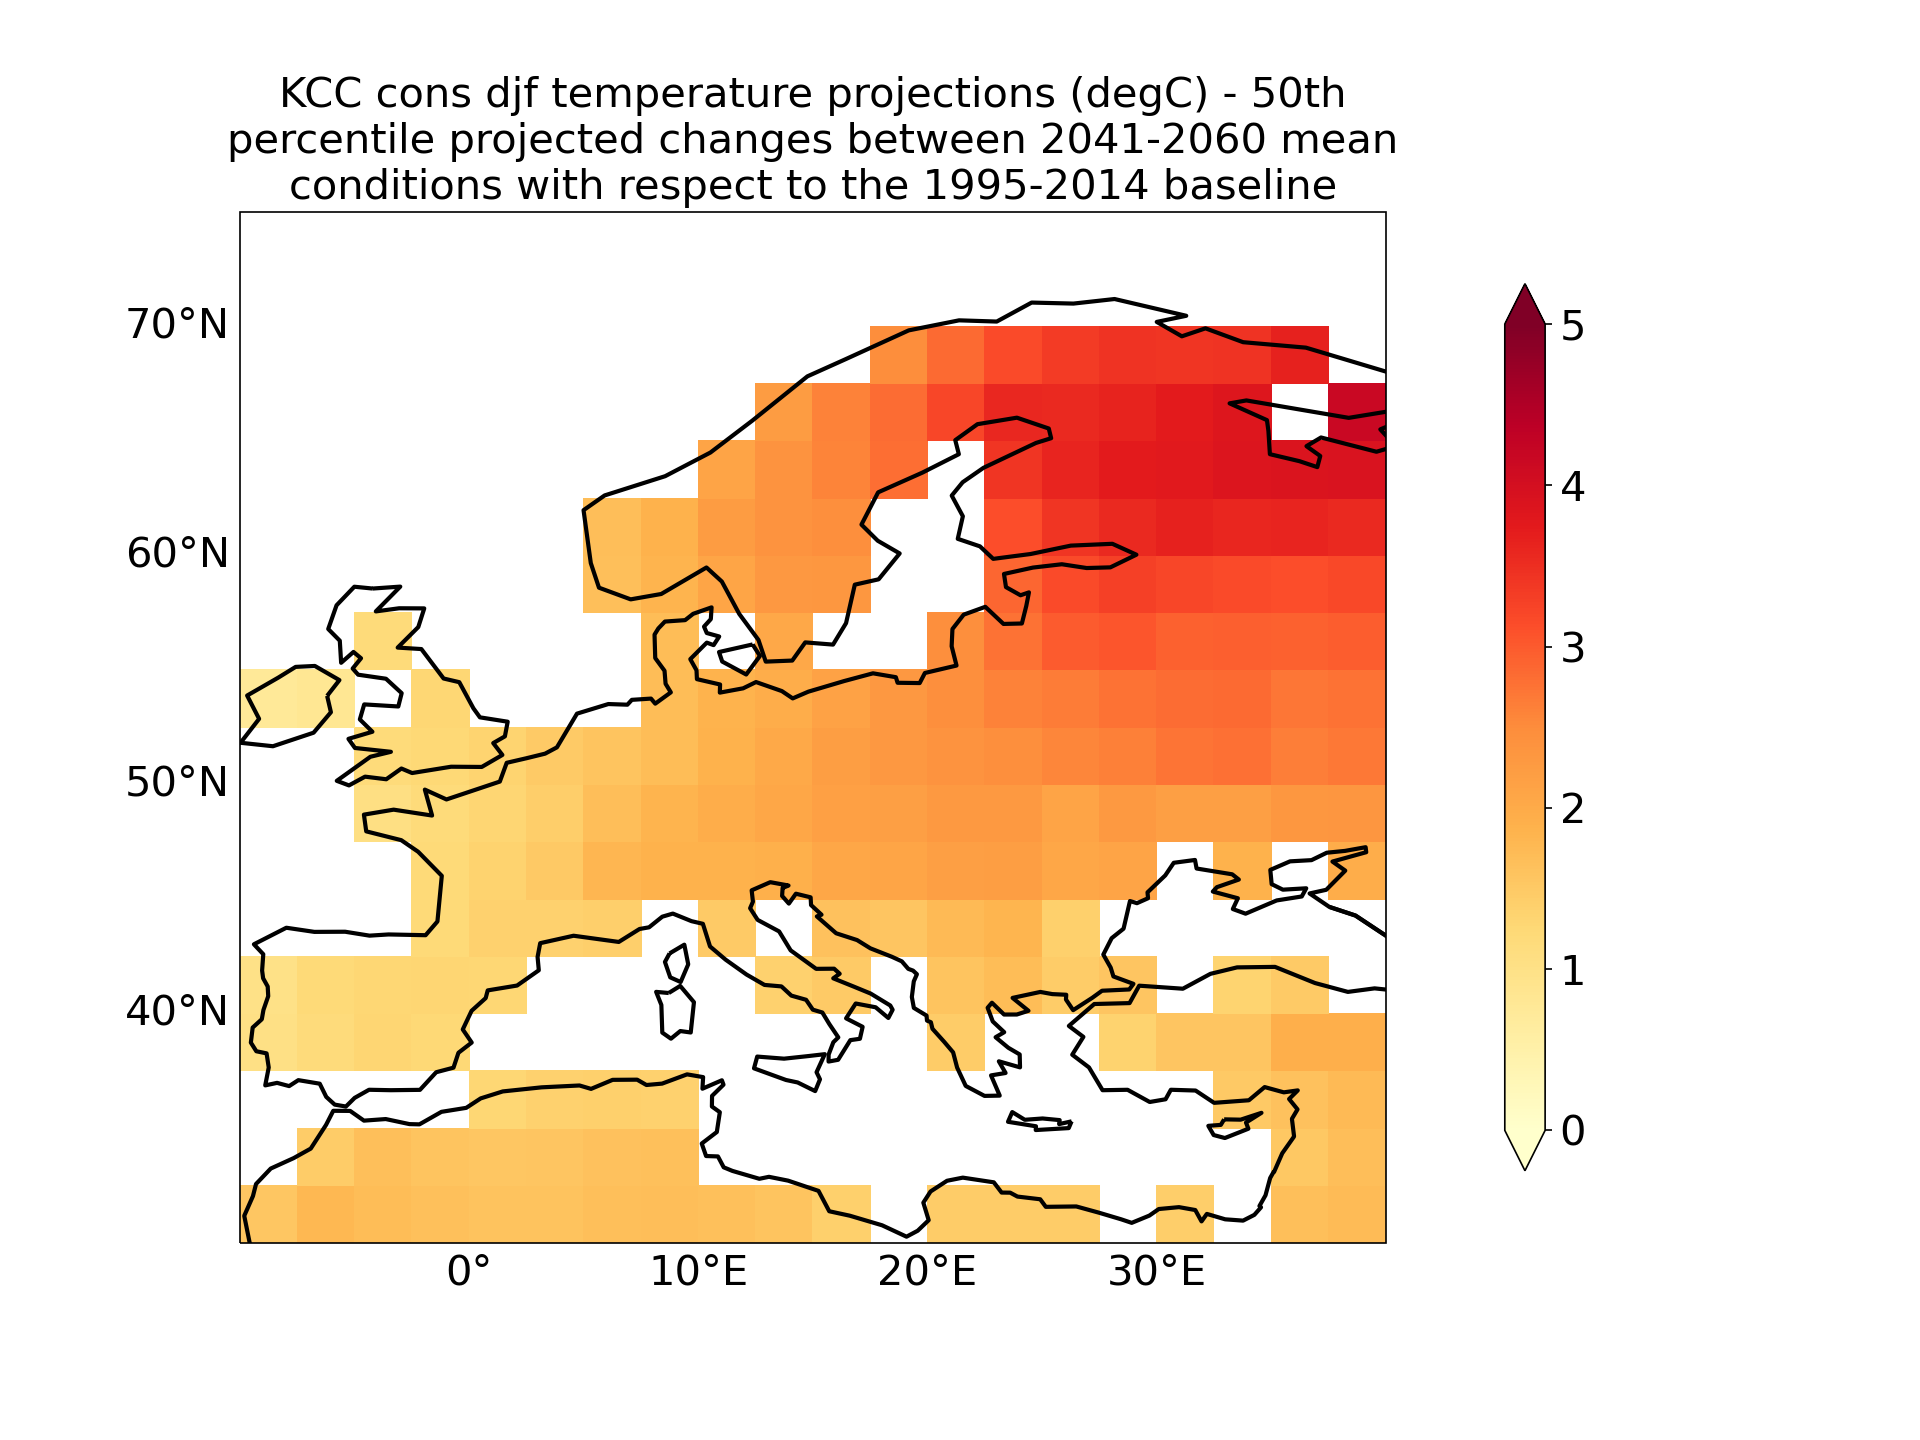 KCC cons djf temperature projections (degC) - 50th
percentile projected changes between 2041-2060 mean
conditions with respect to the 1995-2014 baseline
70°N
60°N
50°N
40°N
0°
10°E
20°E
30°E
5
4
3
2
1
0